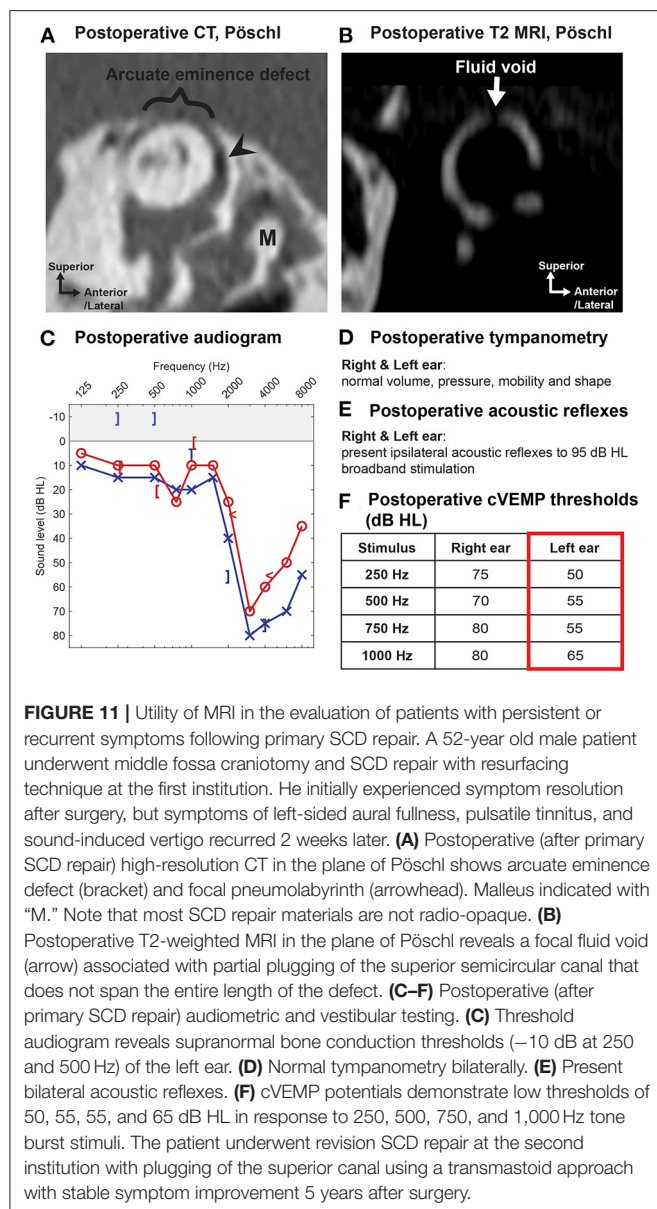 A Postoperative CT, Pöschl
Arcuate eminence defect
M
Superior
Anterior
/Lateral
B Postoperative T2 MRI, Pöschl
Fluid void
Superior
Anterior
/Lateral
C Postoperative audiogram
Frequency (Hz)
125 250 500 1000 2000 4000 8000
Sound level (dB HL)
-10
0
10
20
30
40
50
60
70
80
D Postoperative tympanometry
Right & Left ear:
normal volume, pressure, mobility and shape
E Postoperative acoustic reflexes
Right & Left ear:
present ipsilateral acoustic reflexes to 95 dB HL
broadband stimulation
F Postoperative cVEMP thresholds
(dB HL)
Stimulus Right ear Left ear
250 Hz 75 50
500 Hz 70 55
750 Hz 80 55
1000 Hz 80 65
FIGURE 11 | Utility of MRI in the evaluation of patients with persistent or
recurrent symptoms following primary SCD repair. A 52-year old male patient
underwent middle fossa craniotomy and SCD repair with resurfacing
technique at the first institution. He initially experienced symptom resolution
after surgery, but symptoms of left-sided aural fullness, pulsatile tinnitus, and
sound-induced vertigo recurred 2 weeks later. (A) Postoperative (after primary
SCD repair) high-resolution CT in the plane of Pöschl shows arcuate eminence
defect (bracket) and focal pneumolabyrinth (arrowhead). Malleus indicated with
“M.” Note that most SCD repair materials are not radio-opaque. (B)
Postoperative T2-weighted MRI in the plane of Pöschl reveals a focal fluid void
(arrow) associated with partial plugging of the superior semicircular canal that
does not span the entire length of the defect. (C–F) Postoperative (after
primary SCD repair) audiometric and vestibular testing. (C) Threshold
audiogram reveals supranormal bone conduction thresholds (−10 dB at 250
and 500 Hz) of the left ear. (D) Normal tympanometry bilaterally. (E) Present
bilateral acoustic reflexes. (F) cVEMP potentials demonstrate low thresholds of
50, 55, 55, and 65 dB HL in response to 250, 500, 750, and 1,000 Hz tone
burst stimuli. The patient underwent revision SCD repair at the second
institution with plugging of the superior canal using a transmastoid approach
with stable symptom improvement 5 years after surgery.